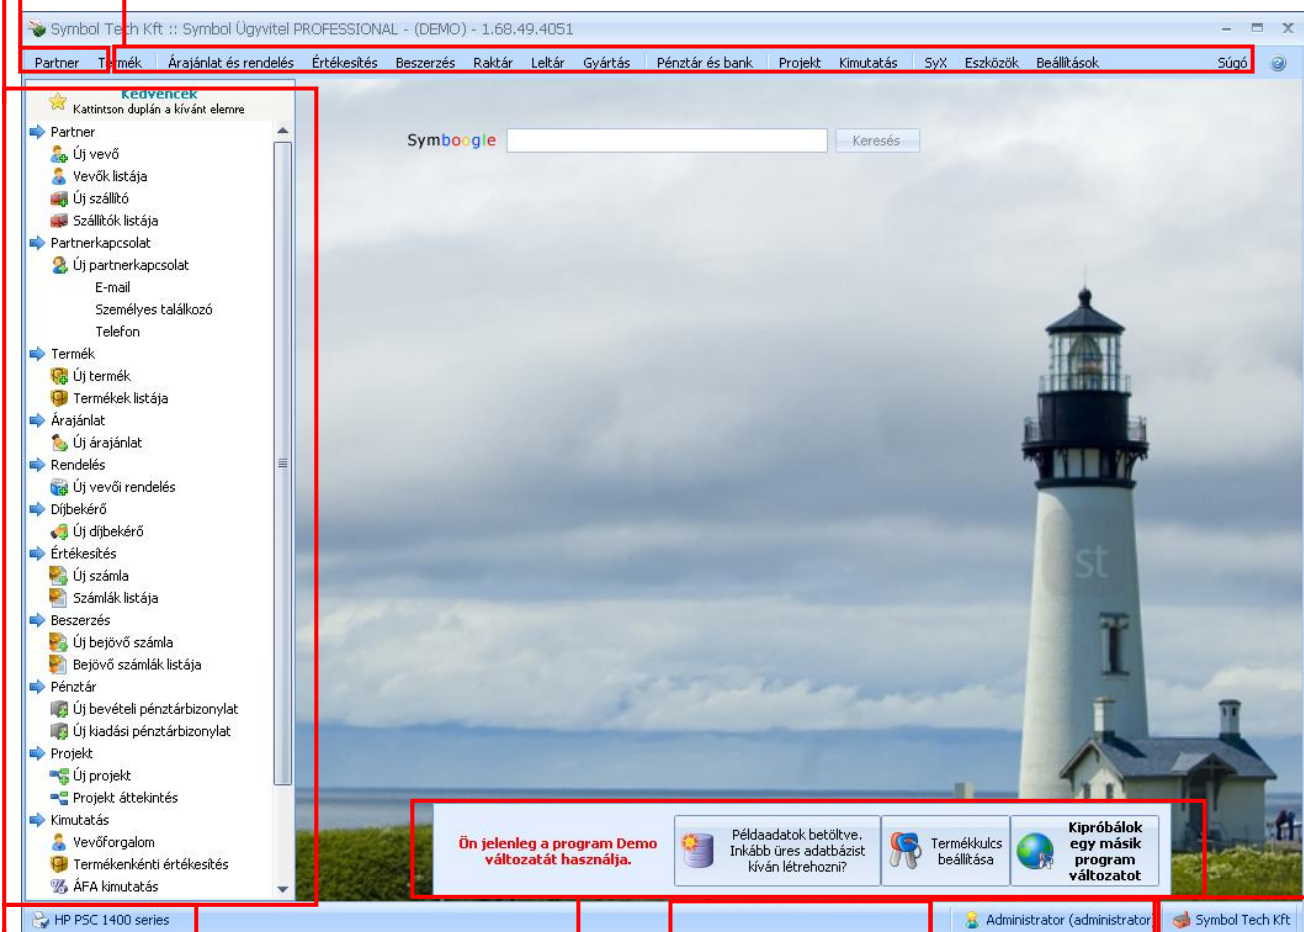 Symbol Tech Kft :: Symbol Ügyvitel PROFESSIONAL - (DEMO) - 1.68.49.4051
Partner Termék Árajánlat és rendelés Értékesítés Beszerzés Raktár Leltár Gyártás Pénztár és bank Projekt Kimutatás SyX Eszközök Beállítások Súgó
Kedvencek
Kattintson duplán a kívánt elemre
Partner
Új vevő
Vevők listája
Új szállító
Szállítók listája
Partnerkapcsolat
Új partnerkapcsolat
E-mail
Személyes találkozó
Telefon
Termék
Új termék
Termékek listája
Árajánlat
Új árajánlat
Rendelés
Új vevői rendelés
Díjbekérő
Új díjbekérő
Értékesítés
Új számla
Számlák listája
Beszerzés
Új bejövő számla
Bejövő számlák listája
Pénztár
Új bevételi pénztárbizonylat
Új kiadási pénztárbizonylat
Projekt
Új projekt
Projekt áttekintés
Kimutatás
Vevőforgalom
Termékenkénti értékesítés
ÁFA kimutatás
Symboogle
Keresés
st
Ön jelenleg a program Demo
változatát használja.
Példaadatok betöltve.
Inkább üres adatbázist
kíván létrehozni?
Termékkulcs
beállítása
Kipróbálok
egy másik
program
változatot
HP PSC 1400 series
Administrator (administrator)
Symbol Tech Kft